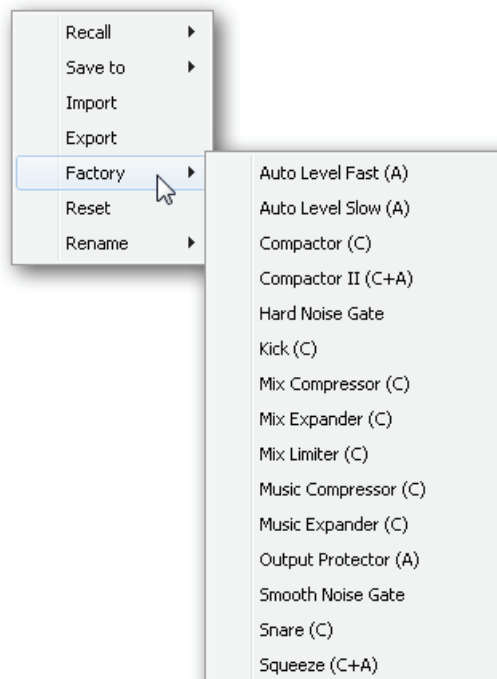 Recall
Save to
Import
Export
Factory
Reset
Rename
Auto Level Fast (A)
Auto Level Slow (A)
Compactor (C)
Compactor II (C+A)
Hard Noise Gate
Kick (C)
Mix Compressor (C)
Mix Expander (C)
Mix Limiter (C)
Music Compressor (C)
Music Expander (C)
Output Protector (A)
Smooth Noise Gate
Snare (C)
Squeeze (C+A)